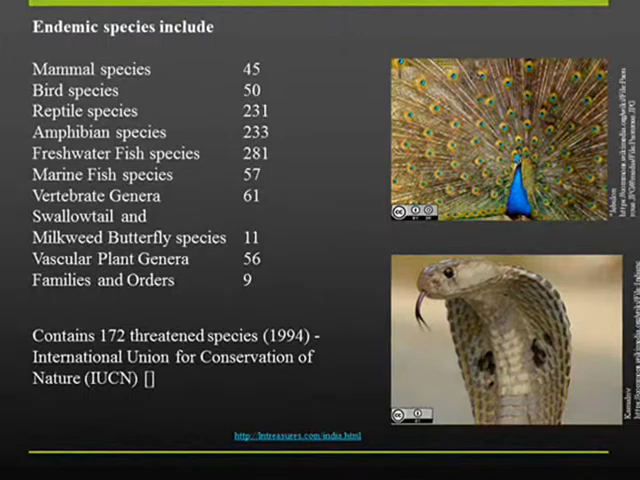 Endemic species include
Mammal species 45
Bird species 50
Reptile species 231
Amphibian species 233
Freshwater Fish species 281
Marine Fish species 57
Vertebrate Genera 61
Swallowtail and
Milkweed Butterfly species 11
Vascular Plant Genera 56
Families and Orders 9
Contains 172 threatened species (1994) -
International Union for Conservation of
Nature (IUCN) []
http://lntreasures.com/india.html